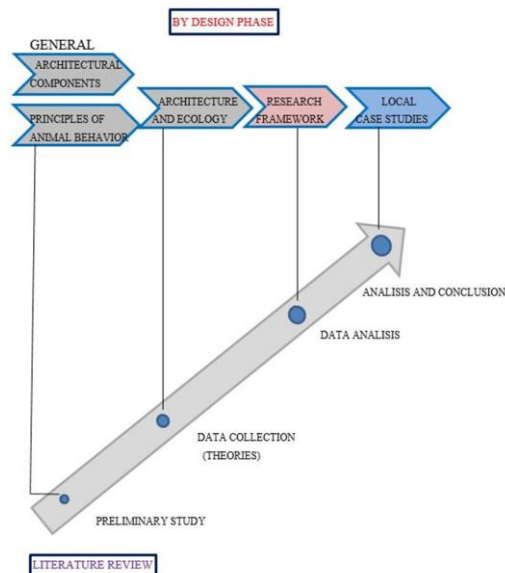 BY DESIGN PHASE
GENERAL
ARCHITECTURAL
COMPONENTS
PRINCIPLES OF
ANIMAL BEHAVIOR
ARCHITECTURE
AND ECOLOGY
RESEARCH
FRAMEWORK
LOCAL
CASE STUDIES
ANALISIS AND CONCLUSION
DATA ANALISIS
DATA COLLECTION
(THEORIES)
PRELIMINARY STUDY
LITERATURE REVIEW